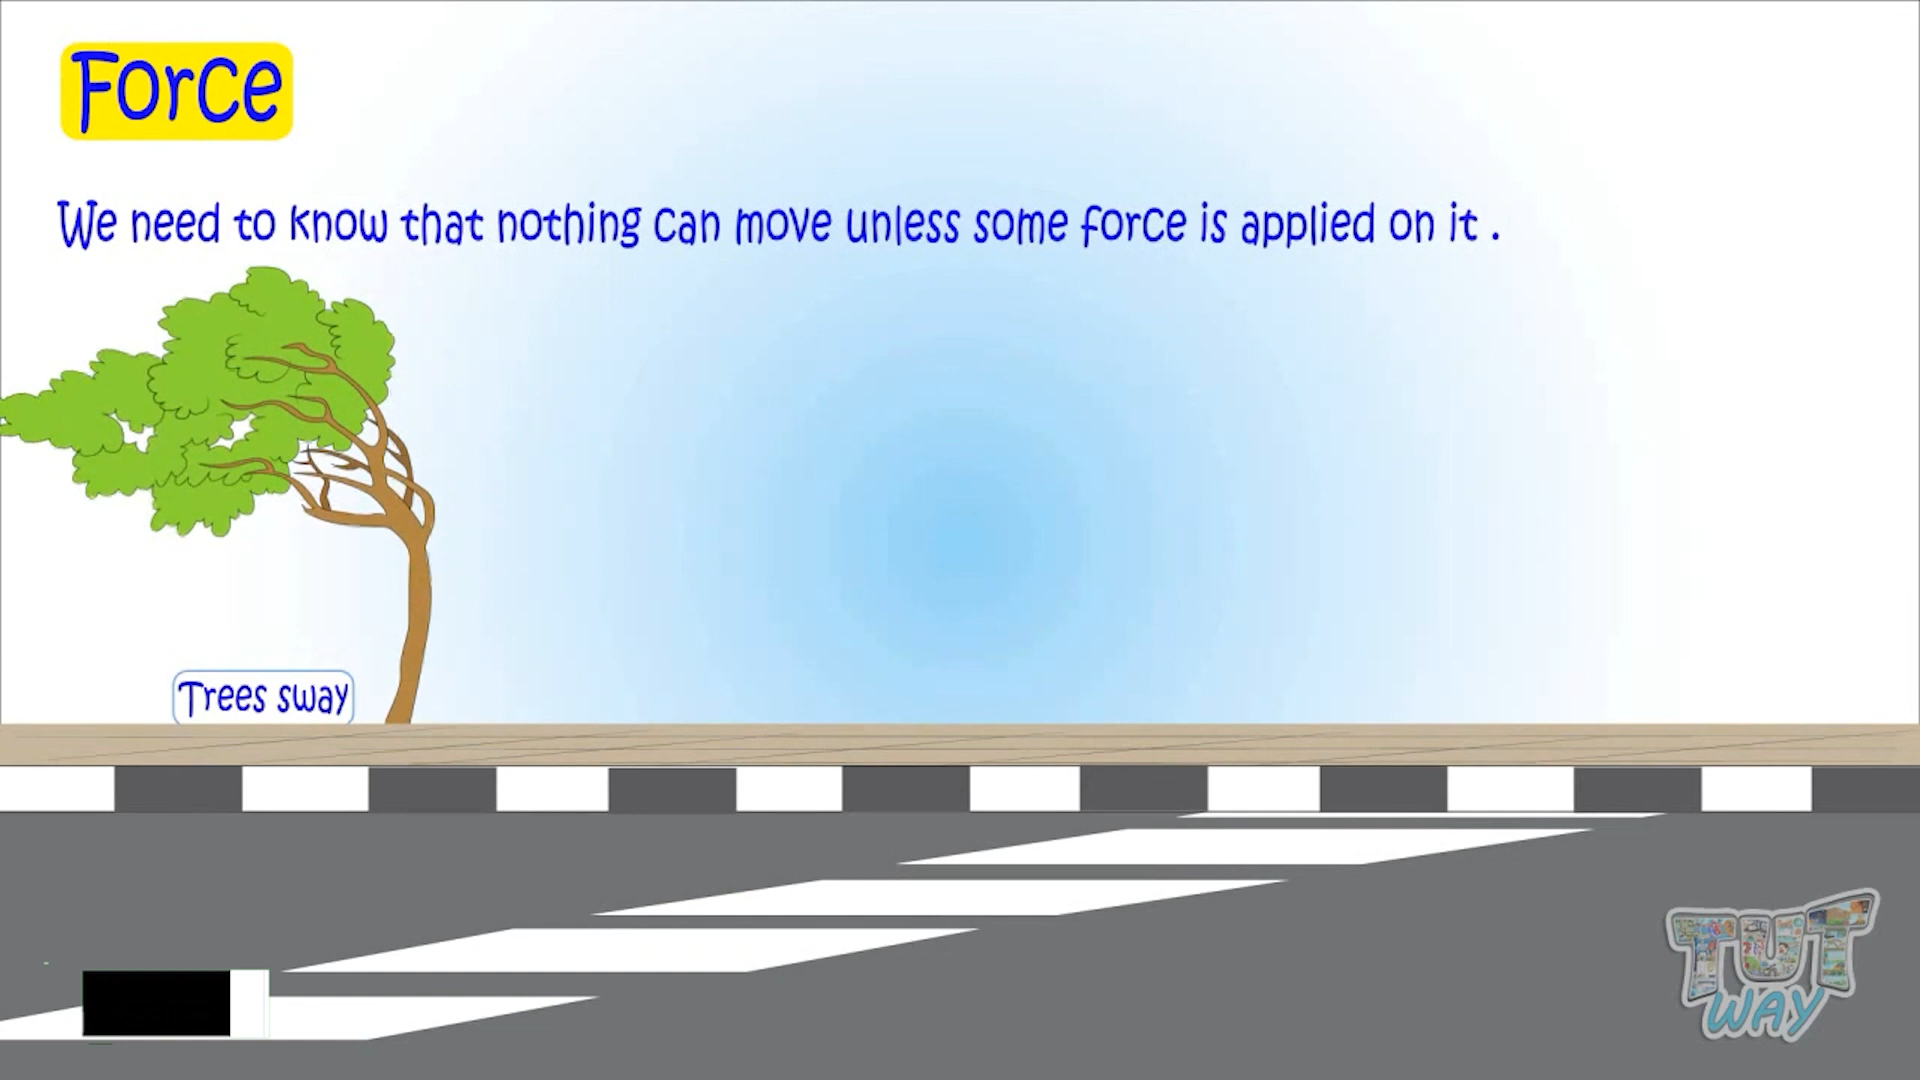 Force
We need to know that nothing can move unless some force is applied on it .
Trees sway
TUT
WAY